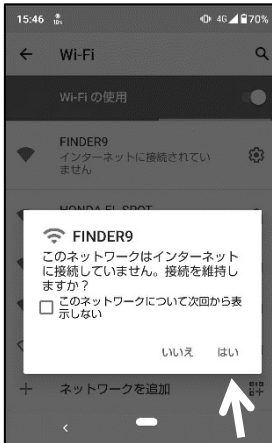 15:46 4G 70%
Wi-Fi
Wi-Fi の使用
FINDER9
インターネットに接続されてい
ません
HONDA EL SPOT
FINDER9
このネットワークはインターネット
に接続していません。接続を維持し
ますか？
このネットワークについて次回から表
示しない
いいえ はい
ネットワークを追加